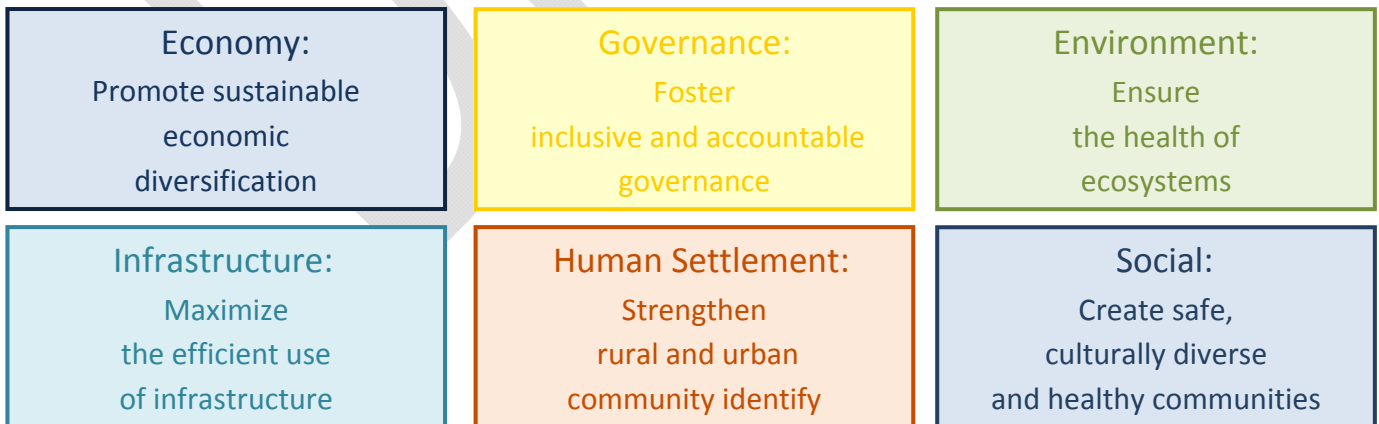 Economy:
Promote sustainable
economic
diversification
Governance:
Foster
inclusive and accountable
governance
Environment:
Ensure
the health of
ecosystems
Infrastructure:
Maximize
the efficient use
of infrastructure
Human Settlement:
Strengthen
rural and urban
community identify
Social:
Create safe,
culturally diverse
and healthy communities